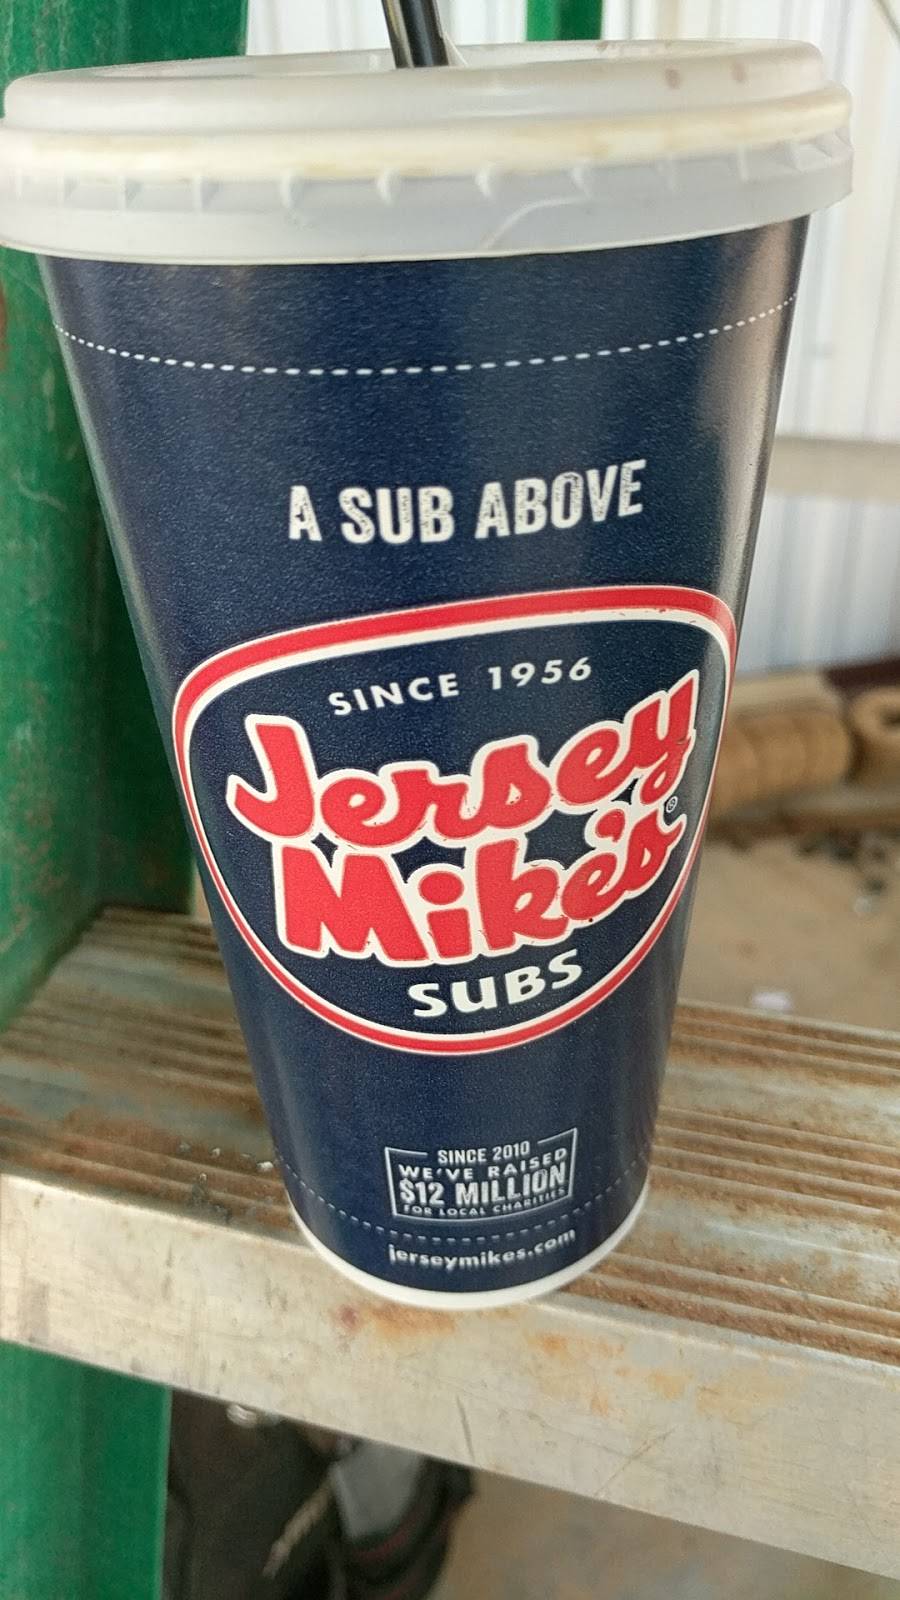 A SUB ABOVE
SINCE 1956
Jersey
Mike's®
SUBS
SINCE 2010
WE'VE RAISED
$12 MILLION
FOR LOCAL CHARITIES
jerseymikes.com